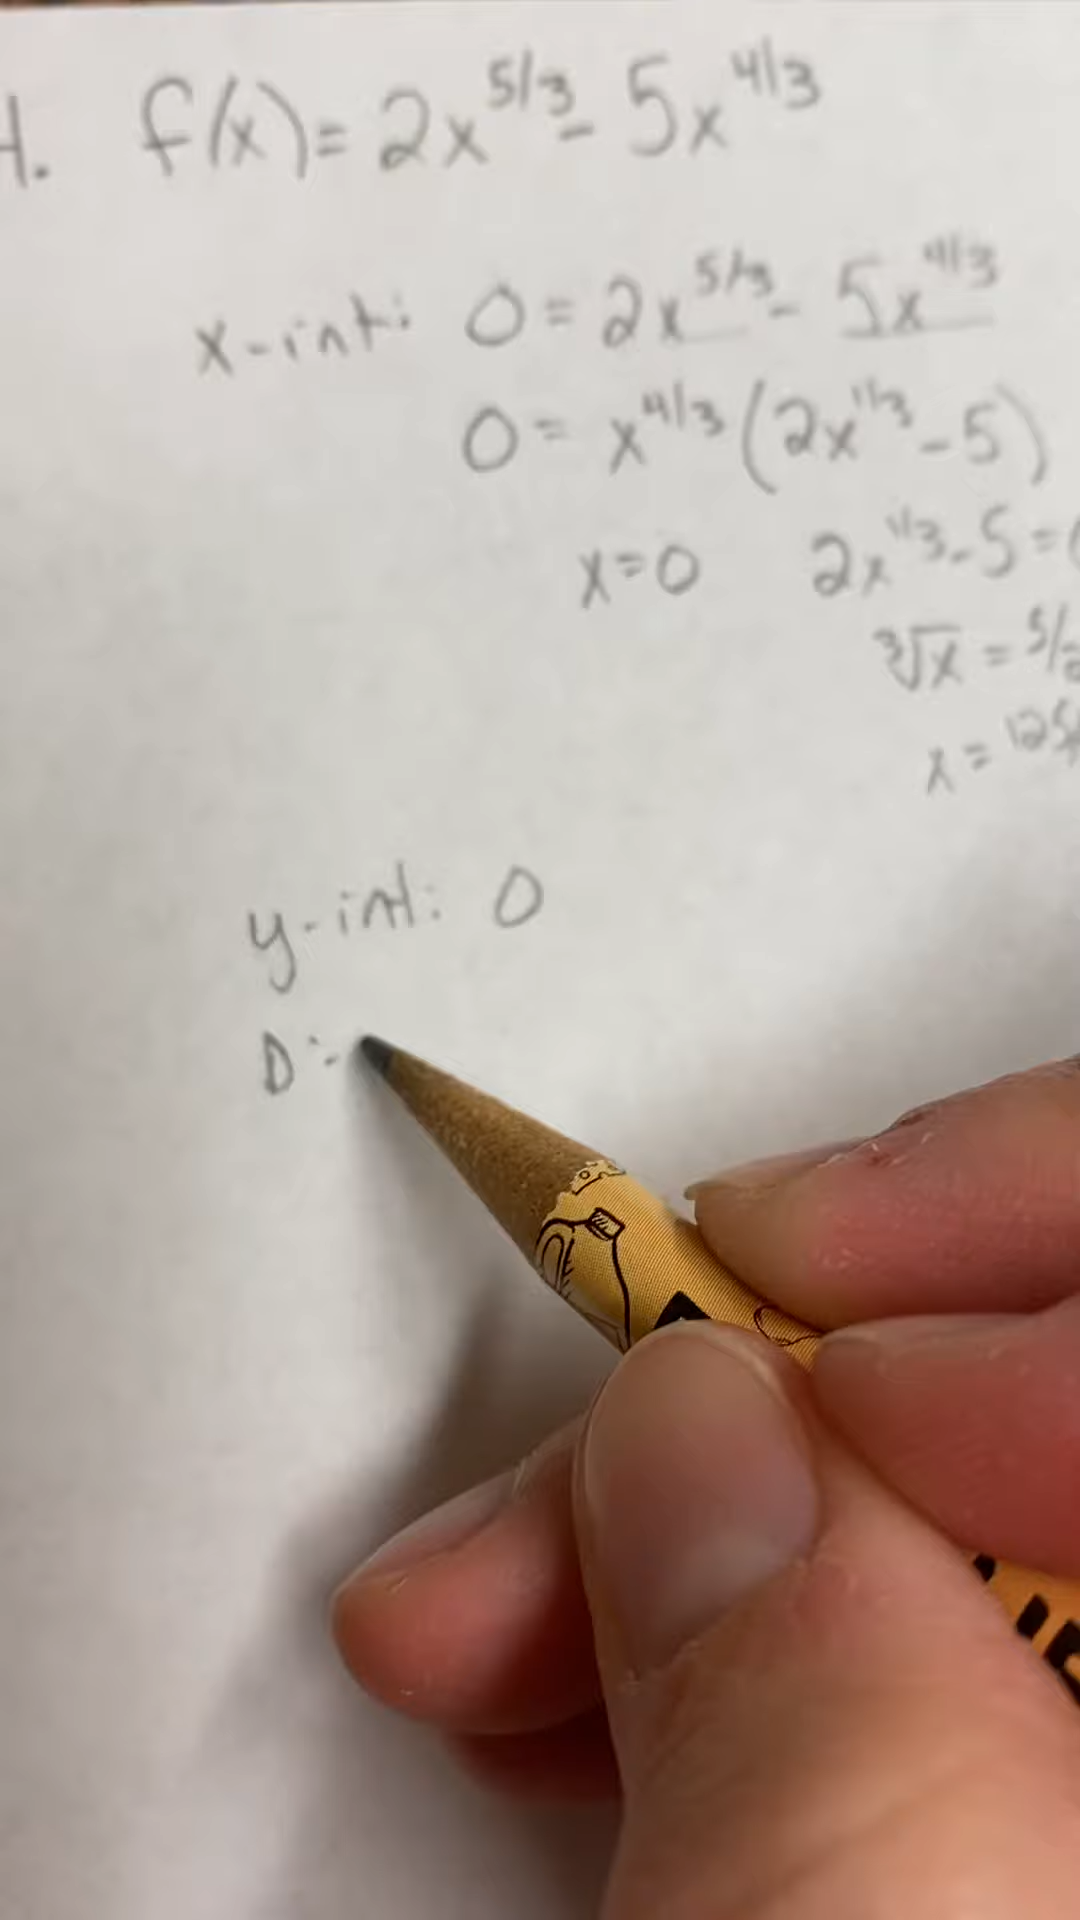 4. f(x)= 2x^5/3 - 5x^4/3
x-int: 0 = 2x^5/3 - 5x^4/3
0 = x^4/3 (2x^1/3 - 5)
x=0 2x^1/3 - 5 =
∛x = 5/2
x = 125/
y-int: 0
D: